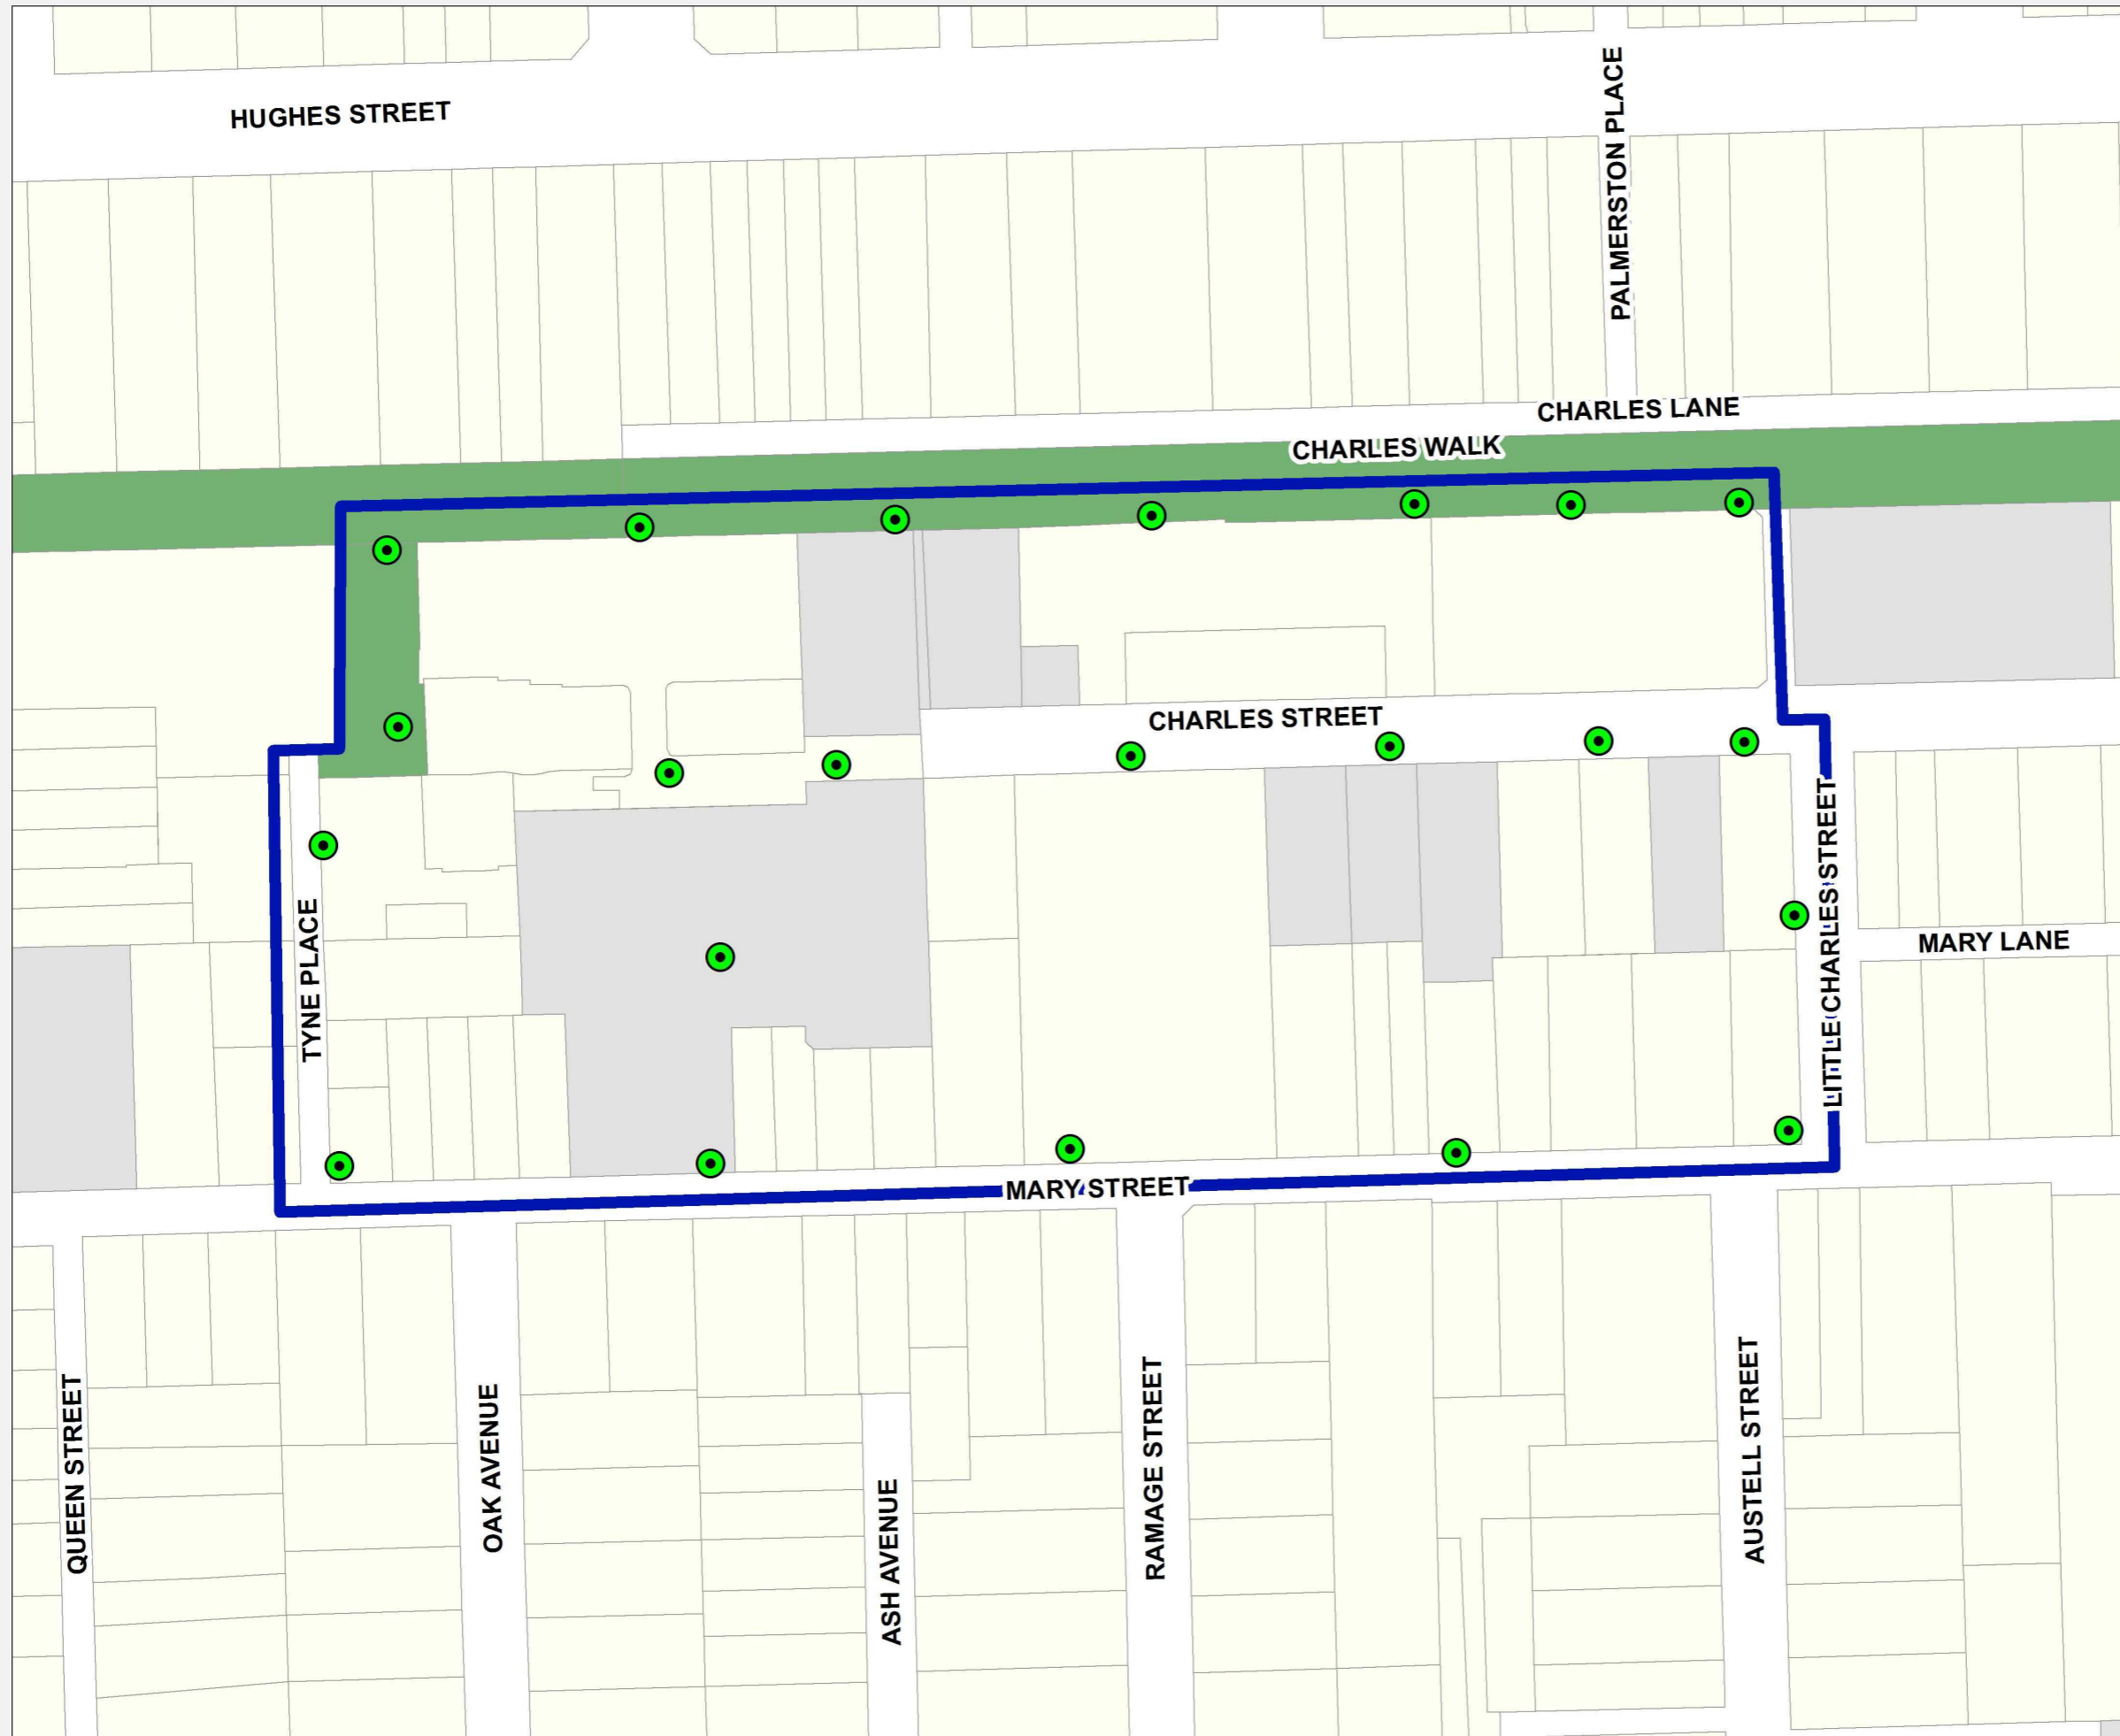 HUGHES STREET
PALMERSTON PLACE
CHARLES LANE
CHARLES WALK
CHARLES STREET
TYNE PLACE
LITTLE CHARLES STREET
MARY LANE
MARY STREET
QUEEN STREET
OAK AVENUE
ASH AVENUE
RAMAGE STREET
AUSTELL STREET